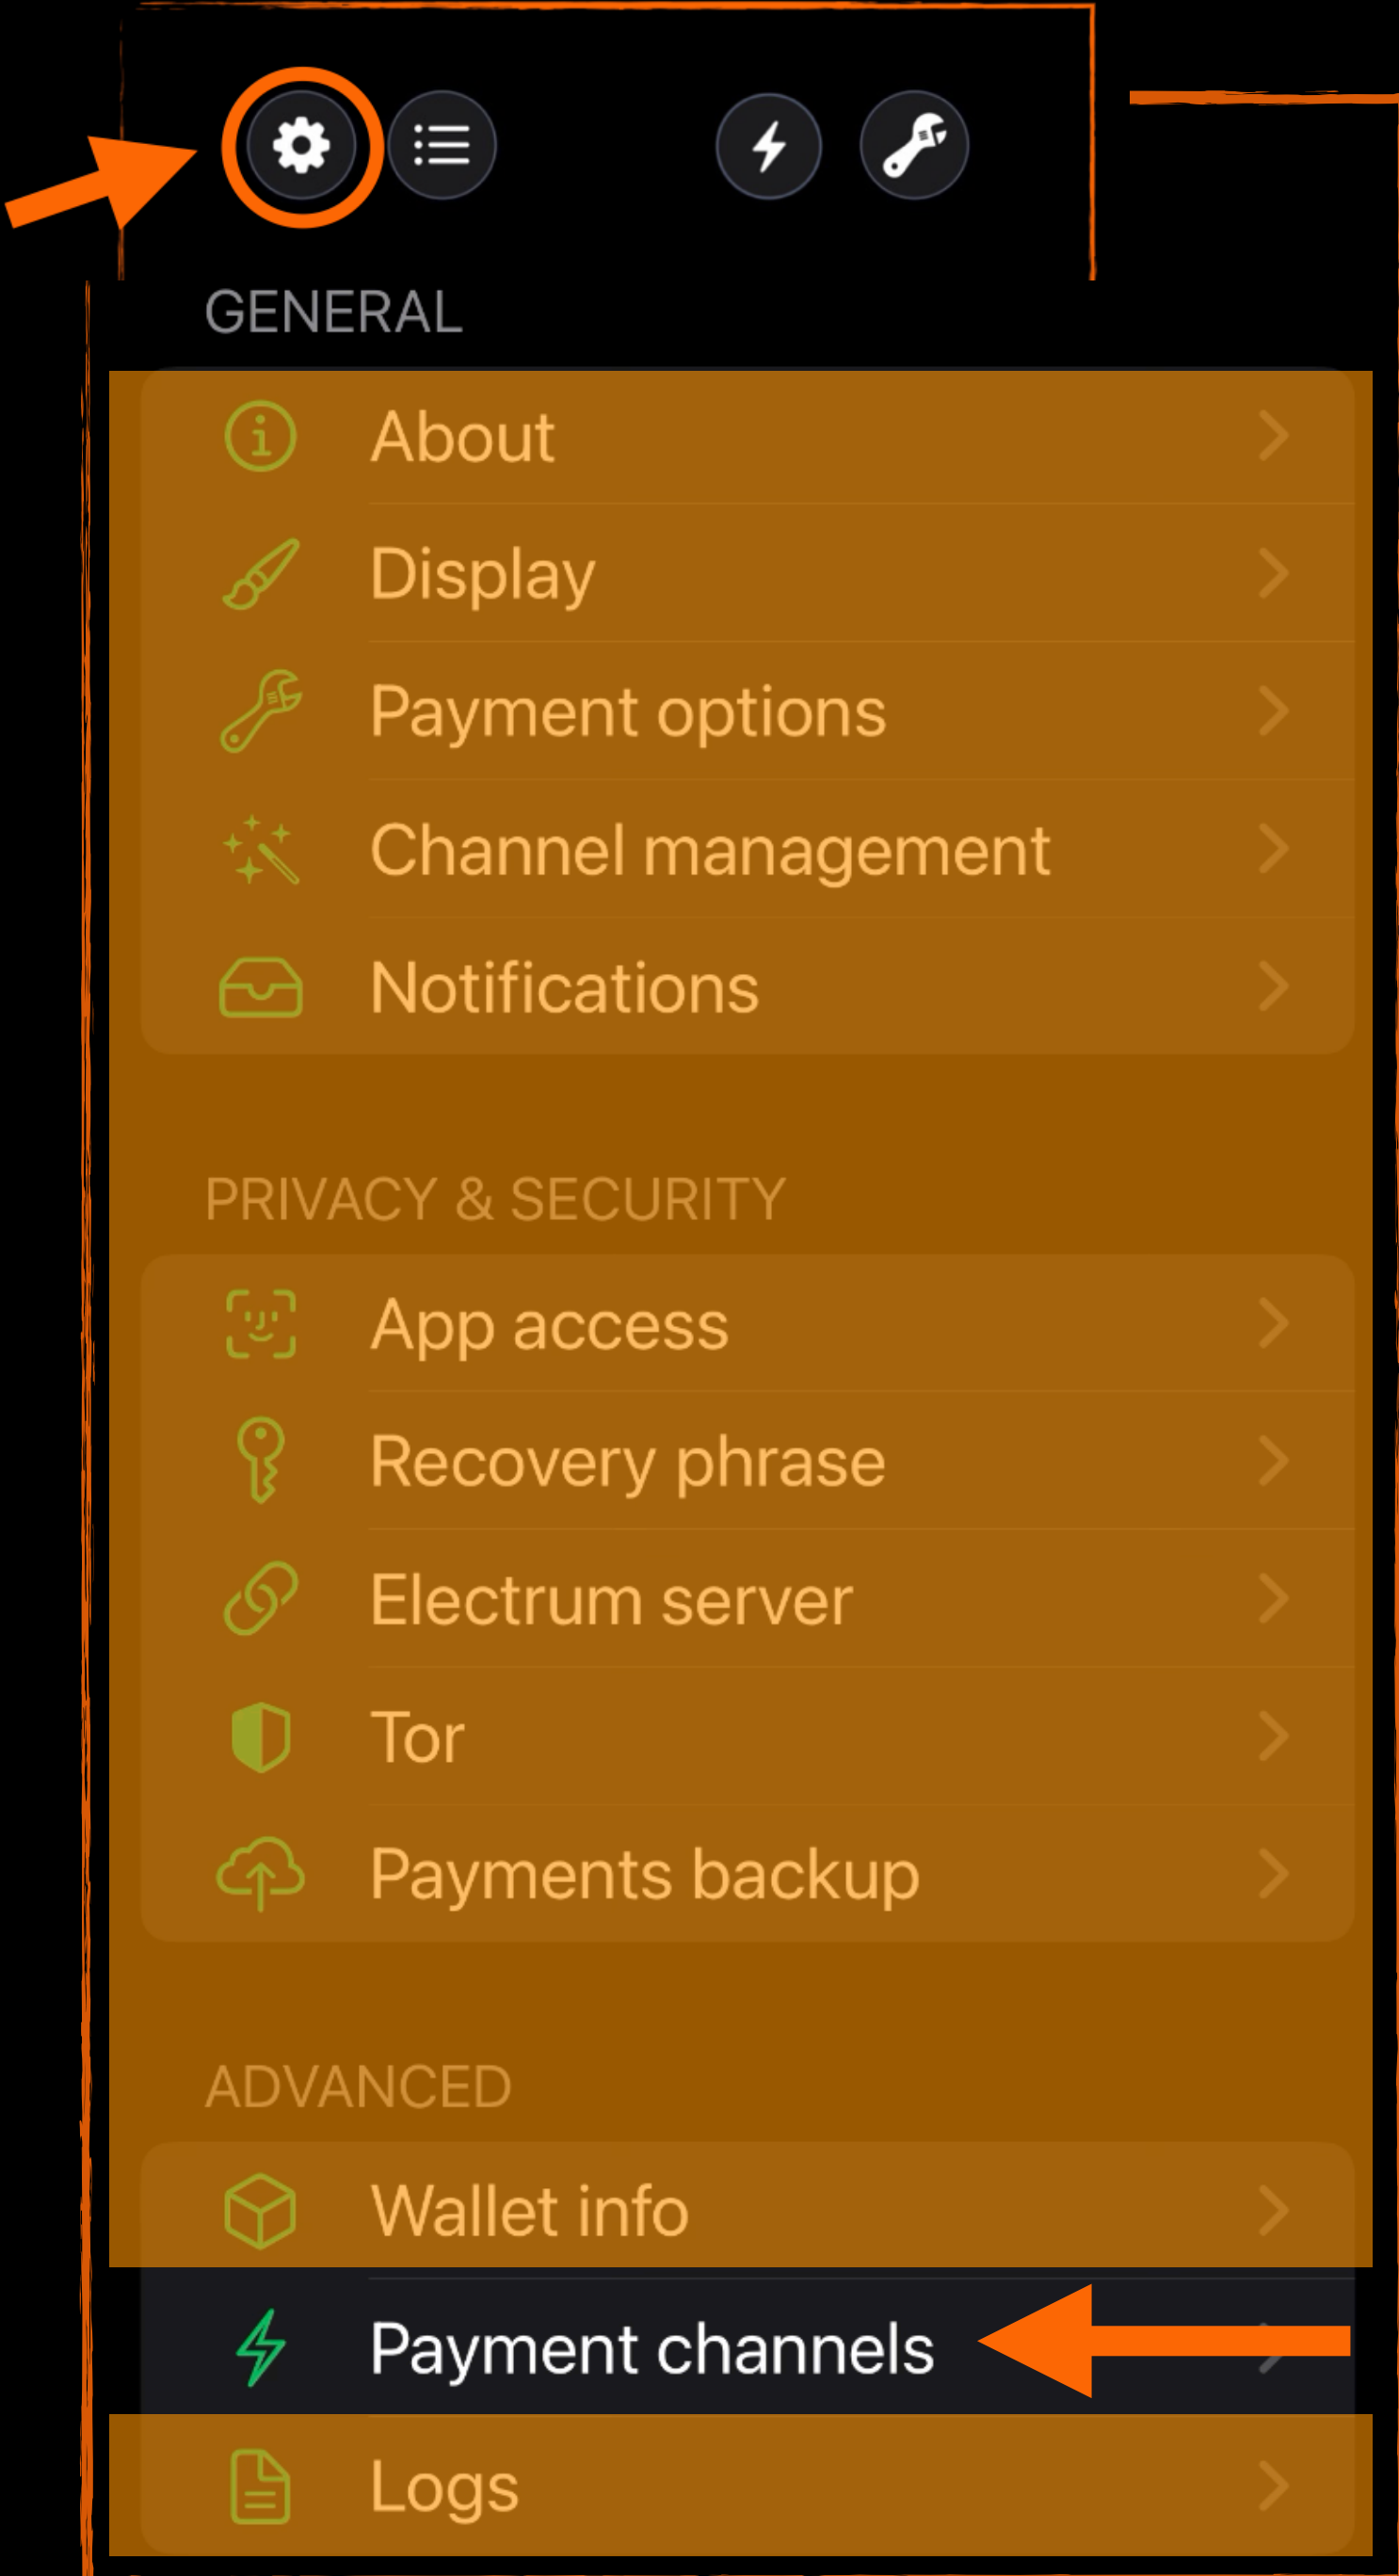 GENERAL
About
Display
Payment options
Channel management
Notifications
PRIVACY & SECURITY
App access
Recovery phrase
Electrum server
Tor
Payments backup
ADVANCED
Wallet info
Payment channels
Logs